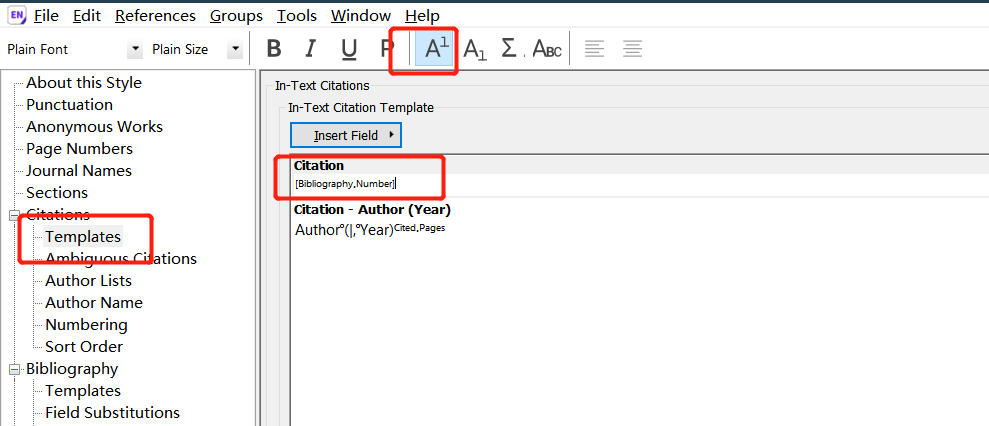 EN File Edit References Groups Tools Window Help
Plain Font Plain Size B I U P A1 A1 Σ . ABC
About this Style
Punctuation
Anonymous Works
Page Numbers
Journal Names
Sections
Citations
Templates
Ambiguous Citations
Author Lists
Author Name
Numbering
Sort Order
Bibliography
Templates
Field Substitutions
In-Text Citations
In-Text Citation Template
Insert Field
Citation
[Bibliography.Number]
Citation - Author (Year)
Author°(|,°Year)Cited.Pages